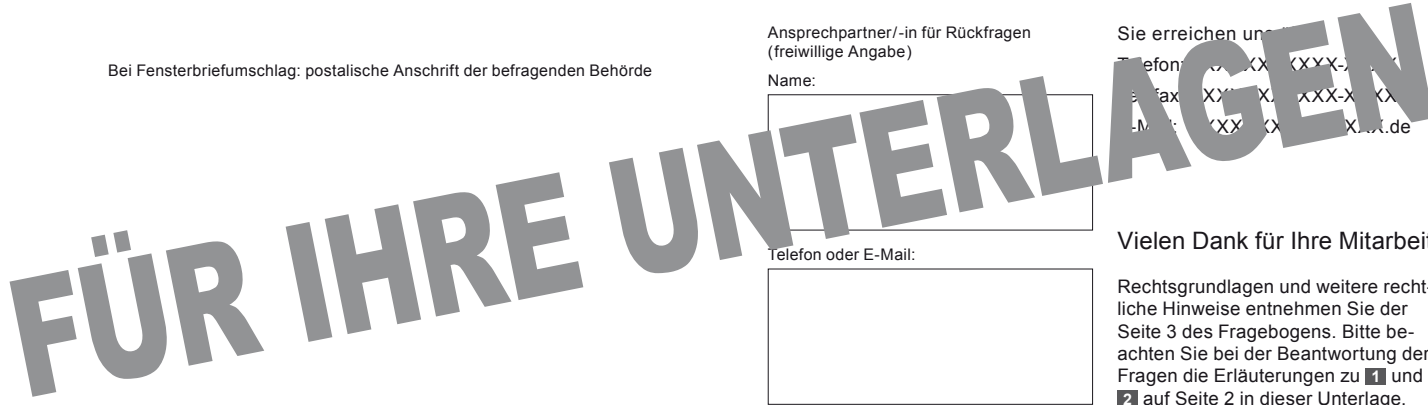 Bei Fensterbriefumschlag: postalische Anschrift der befragenden Behörde
Ansprechpartner/-in für Rückfragen
(freiwillige Angabe)
Name:
Telefon oder E-Mail:
Sie erreichen
.de
Vielen Dank für Ihre Mitarbeit
Rechtsgrundlagen und weitere recht-
liche Hinweise entnehmen Sie der
Seite 3 des Fragebogens. Bitte be-
achten Sie bei der Beantwortung der
Fragen die Erläuterungen zu 1 und
2 auf Seite 2 in dieser Unterlage.
FÜR IHRE UNTERLAGEN